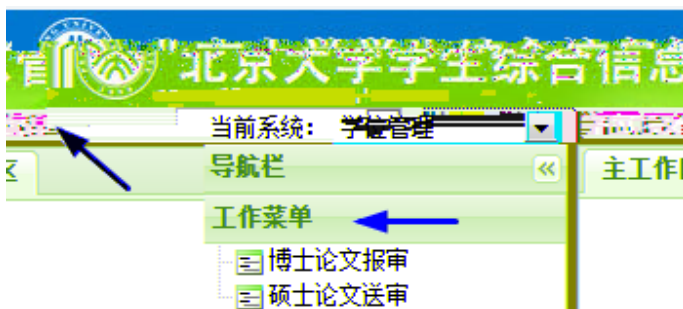 北京大学学生综合信息
当前系统： 学位管理
区
导航栏
主工作
工作菜单
博士论文报审
硕士论文送审